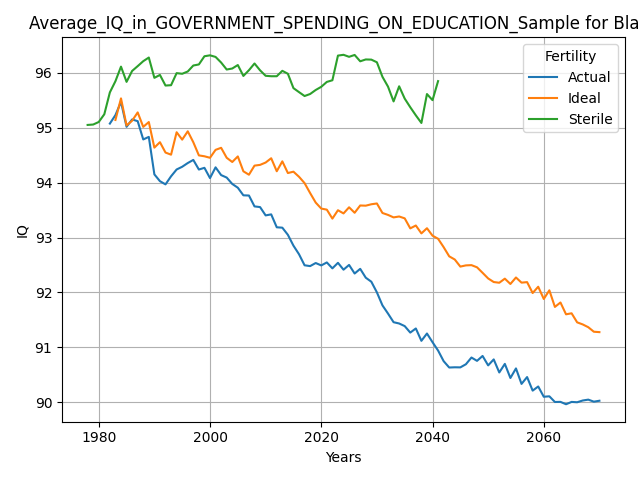 Average_IQ_in_GOVERNMENT_SPENDING_ON_EDUCATION_Sample for Bla
Fertility
Actual
Ideal
Sterile
IQ
96
95
94
93
92
91
90
1980 2000 2020 2040 2060
Years